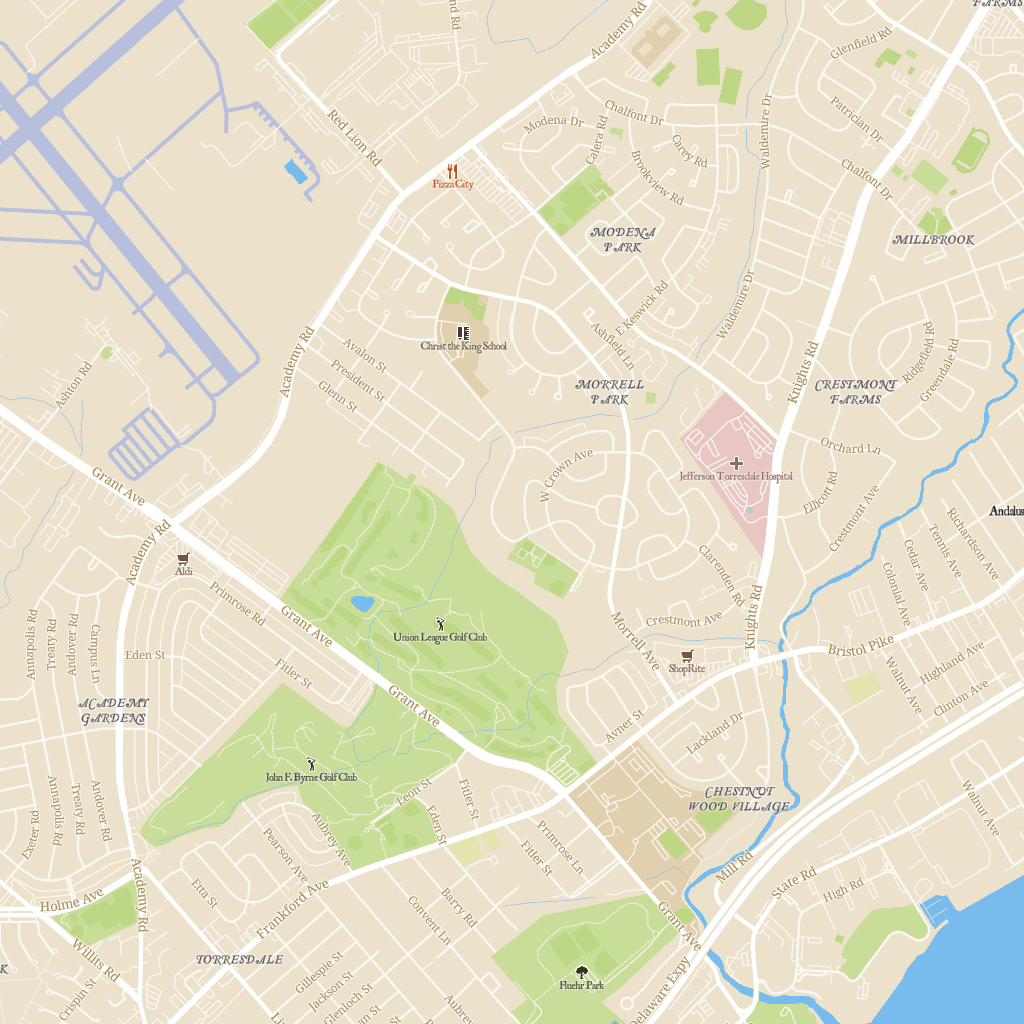 FARMS
Glenfield Rd
Academy Rd
Patrician Dr
Chalfont Dr
Modena Dr
Calera Rd
Carey Rd
Waldemure Dr
Red Lion Rd
Brookview Rd
Chalfont Dr
Pizza City
MODENA
PARK
MILLBROOK
E Keswick Rd
Waldemure Dr
Ashfield Ln
Christ the King School
Academy Rd
Avalon St
President St
Glenn St
Ashton Rd
Knights Rd
Ridgefield Rd
Greendale Rd
MORRELL
PARK
CRESTMONT
FARMS
Orchard Ln
W Crown Ave
Jefferson Torresdale Hospital
Grant Ave
Ellicott Rd
Crestmont Ave
Richardson Ave
Tennis Ave
Cedar Ave
Colonial Ave
Academy Rd
Aldi
Primrose Rd
Grant Ave
Clarenden Rd
Crestmont Ave
Knights Rd
Morrell Ave
Annapolis Rd
Treaty Rd
Andover Rd
Campus Ln
Eden St
Union League Golf Club
ShopRite
Bristol Pike
Highland Ave
Walnut Ave
Clinton Ave
Fitler St
Grant Ave
ACADEMY
GARDENS
Avner St
Lackland Dr
John F. Byrne Golf Club
CHESTNUT
WOOD VILLAGE
Leon St
Fitler St
Eden St
Walnut Ave
Exeter Rd
Annapolis Rd
Treaty Rd
Andover Rd
Pearson Ave
Aubrey Ave
Primrose Ln
Fitler St
Mill Rd
State Rd
High Rd
Academy Rd
Holme Ave
Etta St
Frankford Ave
Barry Rd
Convent Ln
Grant Ave
Willits Rd
TORRESDALE
Gillespie St
Jackson St
Glenloch St
Crispin St
Fluehr Park
Delaware Expy